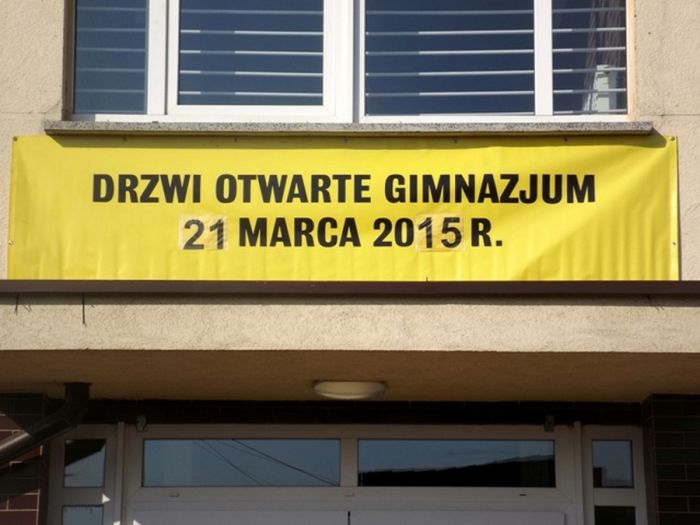 DRZWI OTWARTE GIMNAZJUM
21 MARCA 2015 R.